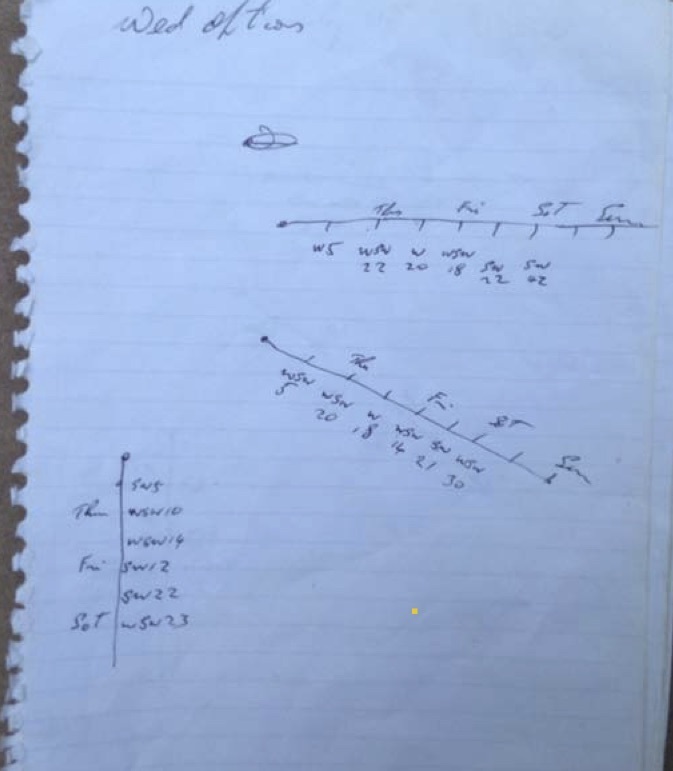 Wed
Thu Fri SaT Sun
W5 WSW W WSW SW SW
22 20 18 22 42
Thu
Fri
SaT
Sun
WSW WSW W WSW SW WSW
5 20 18 14 21 30
SW5
Thu WSW10
WSW14
Fri SW12
SW22
SaT WSW23